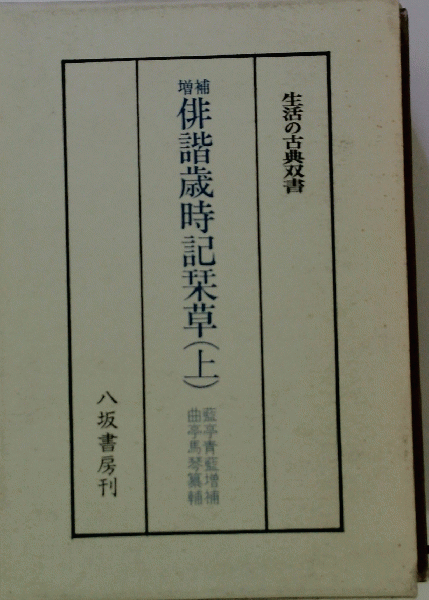 生活の古典双書
増補
俳諧歳時記栞草(上)
藍亭青藍増補
曲亭馬琴纂輔
八坂書房刊